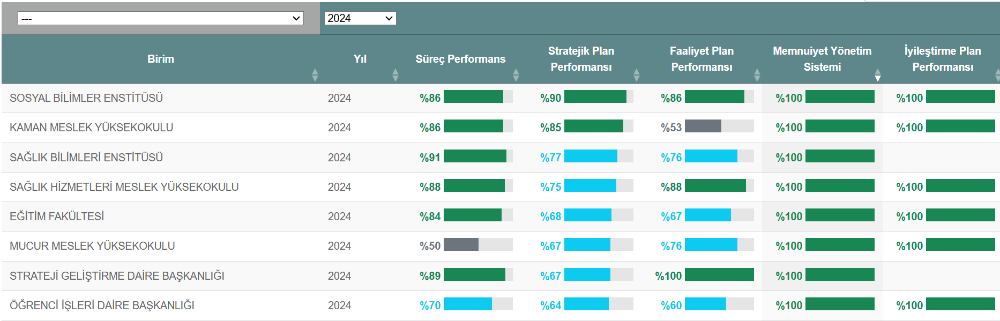 --- 2024
Birim Yıl Süreç Performans Stratejik Plan Performansı Faaliyet Plan Performansı Memnuiyet Yönetim Sistemi İyileştirme Plan Performansı
SOSYAL BİLİMLER ENSTİTÜSÜ 2024 %86 %90 %86 %100 %100
KAMAN MESLEK YÜKSEKOKULU 2024 %86 %85 %53 %100 %100
SAĞLIK BİLİMLERİ ENSTİTÜSÜ 2024 %91 %77 %76 %100
SAĞLIK HİZMETLERİ MESLEK YÜKSEKOKULU 2024 %88 %75 %88 %100 %100
EĞİTİM FAKÜLTESİ 2024 %84 %68 %67 %100 %100
MUCUR MESLEK YÜKSEKOKULU 2024 %50 %67 %76 %100 %100
STRATEJİ GELİŞTİRME DAİRE BAŞKANLIĞI 2024 %89 %67 %100 %100
ÖĞRENCİ İŞLERİ DAİRE BAŞKANLIĞI 2024 %70 %64 %60 %100 %100